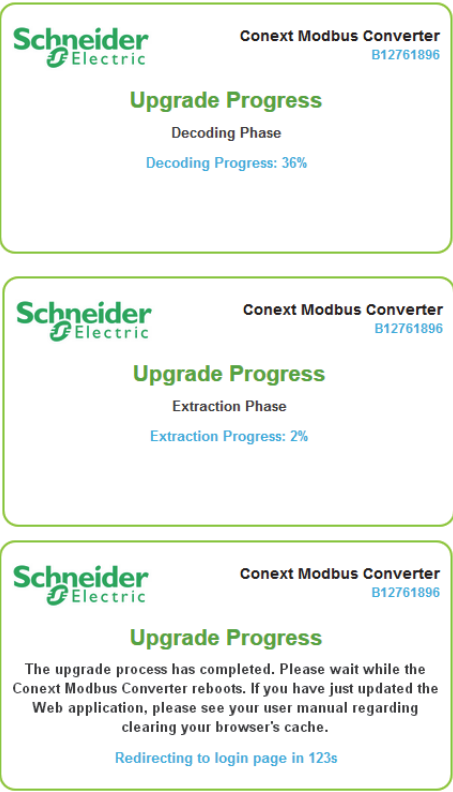 Schneider
Electric
Conext Modbus Converter
B12761896
Upgrade Progress
Decoding Phase
Decoding Progress: 36%
Schneider
Electric
Conext Modbus Converter
B12761896
Upgrade Progress
Extraction Phase
Extraction Progress: 2%
Schneider
Electric
Conext Modbus Converter
B12761896
Upgrade Progress
The upgrade process has completed. Please wait while the
Conext Modbus Converter reboots. If you have just updated the
Web application, please see your user manual regarding
clearing your browser's cache.
Redirecting to login page in 123s